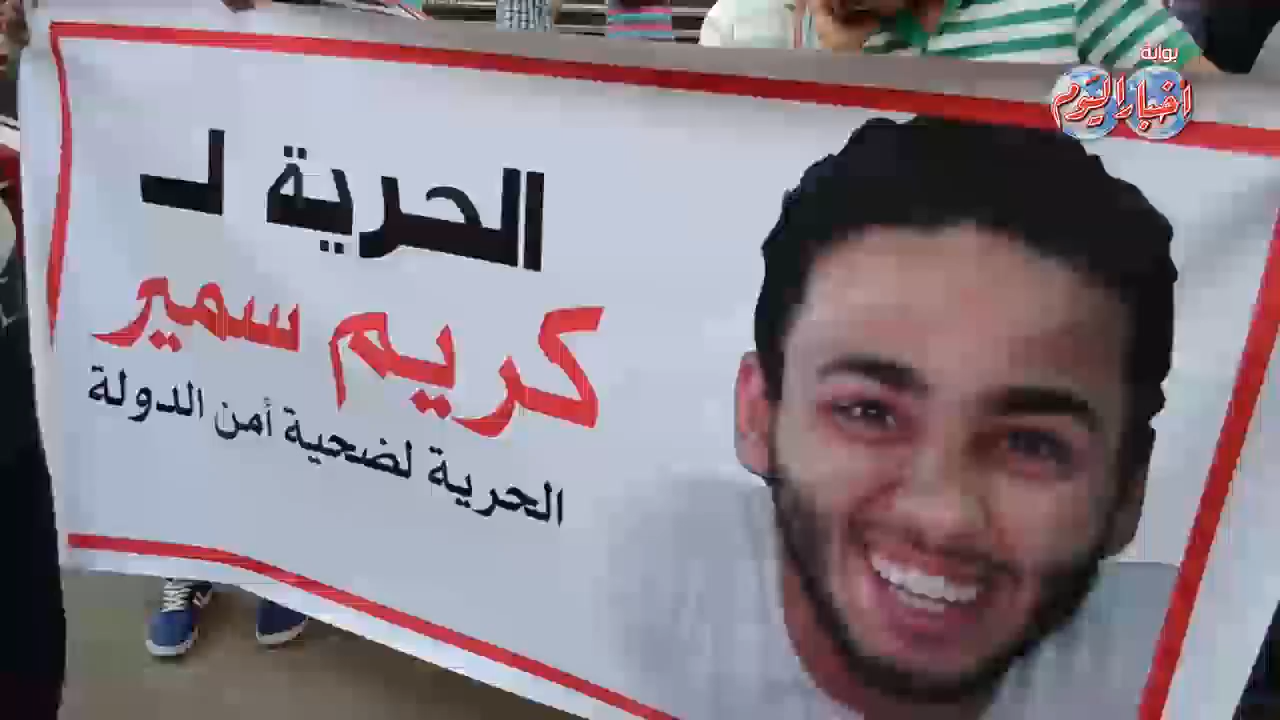 بوابة
أخبار اليوم
الحرية لـ
كريم سمير
الحرية لضحية أمن الدولة